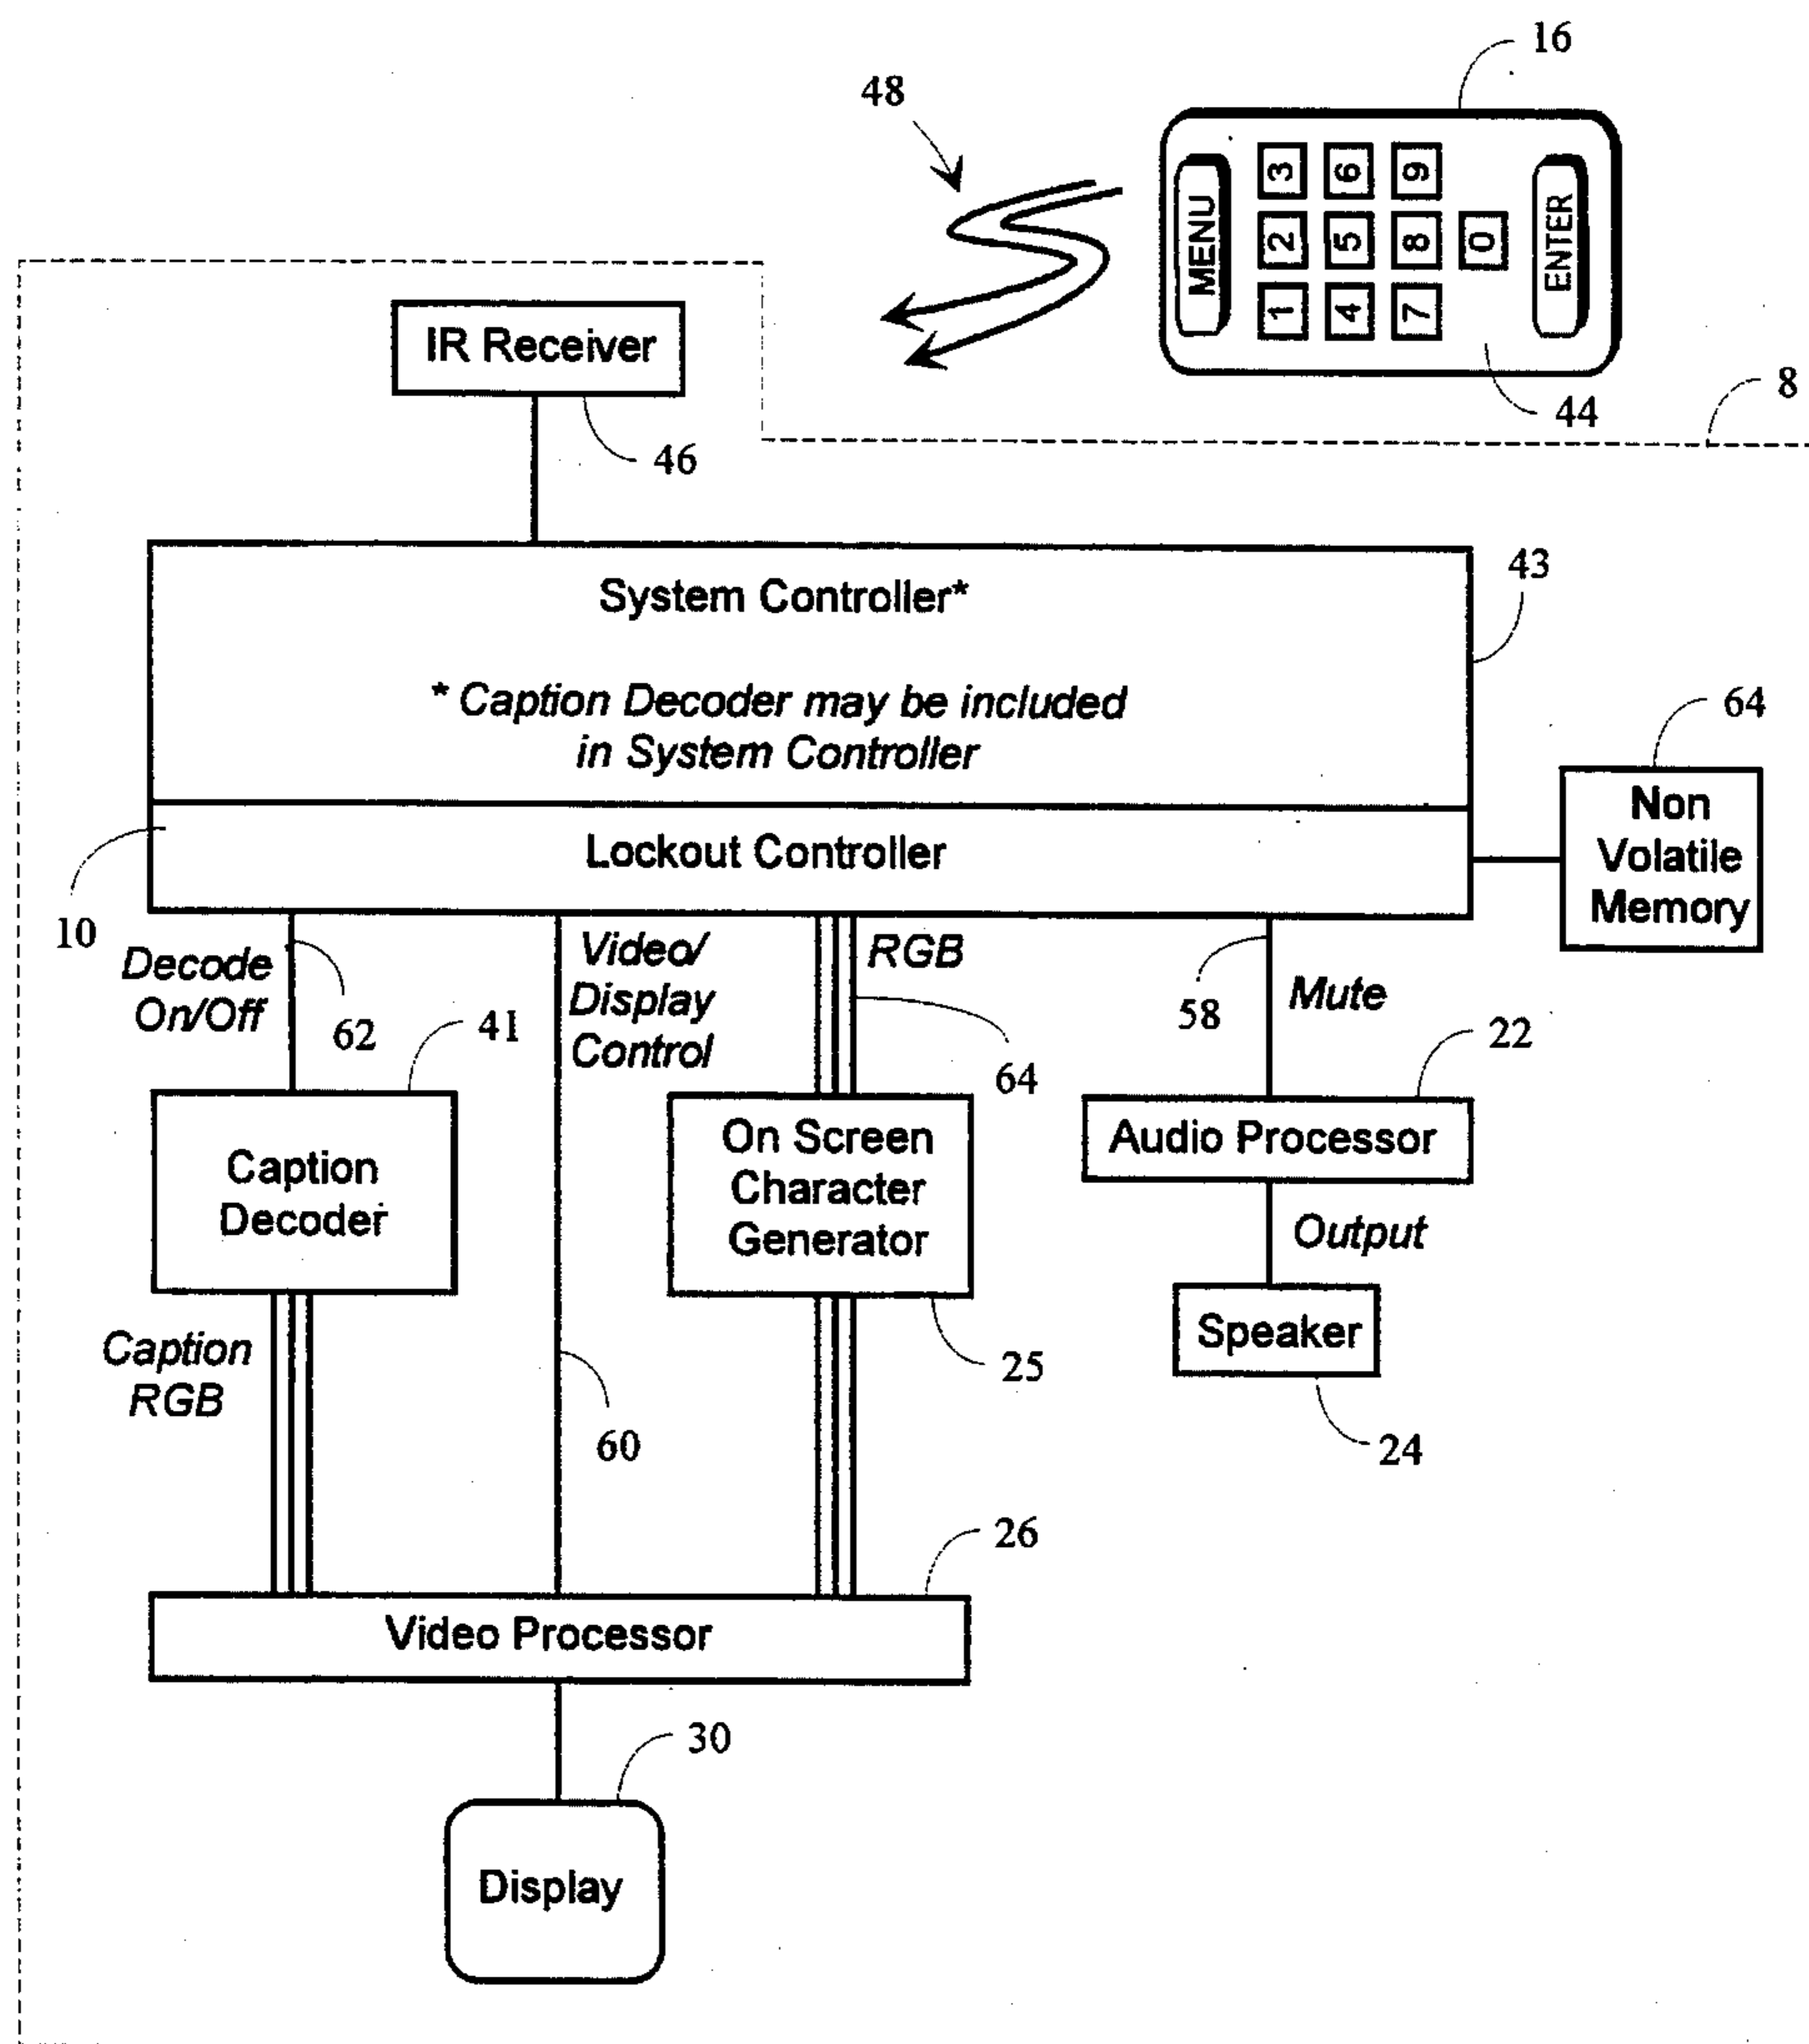 16
48
MENU
1 2 3
4 5 6
7 8 9
0
ENTER
44
8
IR Receiver
46
System Controller*
* Caption Decoder may be included
in System Controller
43
Lockout Controller
10
64
Non
Volatile
Memory
Decode
On/Off
62
Video/
Display
Control
RGB
64
58
Mute
41
Caption
Decoder
On Screen
Character
Generator
25
22
Audio Processor
Output
Speaker
24
Caption
RGB
60
26
Video Processor
30
Display